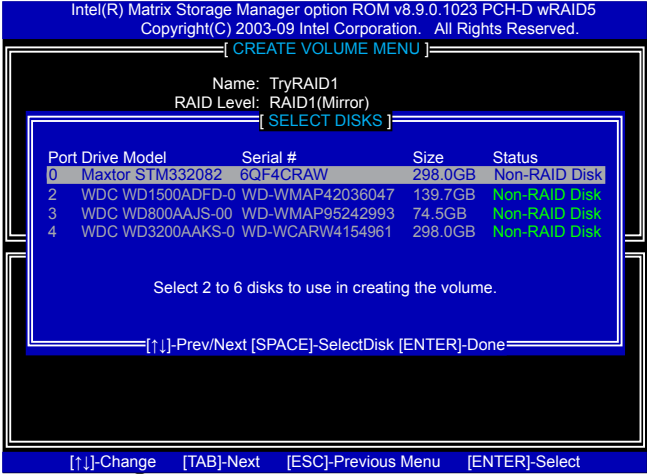 Intel(R) Matrix Storage Manager option ROM v8.9.0.1023 PCH-D wRAID5
Copyright(C) 2003-09 Intel Corporation. All Rights Reserved.
[ CREATE VOLUME MENU ]
Name: TryRAID1
RAID Level: RAID1(Mirror)
[ SELECT DISKS ]
Port Drive Model Serial # Size Status
0 Maxtor STM332082 6QF4CRAW 298.0GB Non-RAID Disk
2 WDC WD1500ADFD-0 WD-WMAP42036047 139.7GB Non-RAID Disk
3 WDC WD800AAJS-00 WD-WMAP95242993 74.5GB Non-RAID Disk
4 WDC WD3200AAKS-0 WD-WCARW4154961 298.0GB Non-RAID Disk
Select 2 to 6 disks to use in creating the volume.
[↑↓]-Prev/Next [SPACE]-SelectDisk [ENTER]-Done
[↑↓]-Change [TAB]-Next [ESC]-Previous Menu [ENTER]-Select